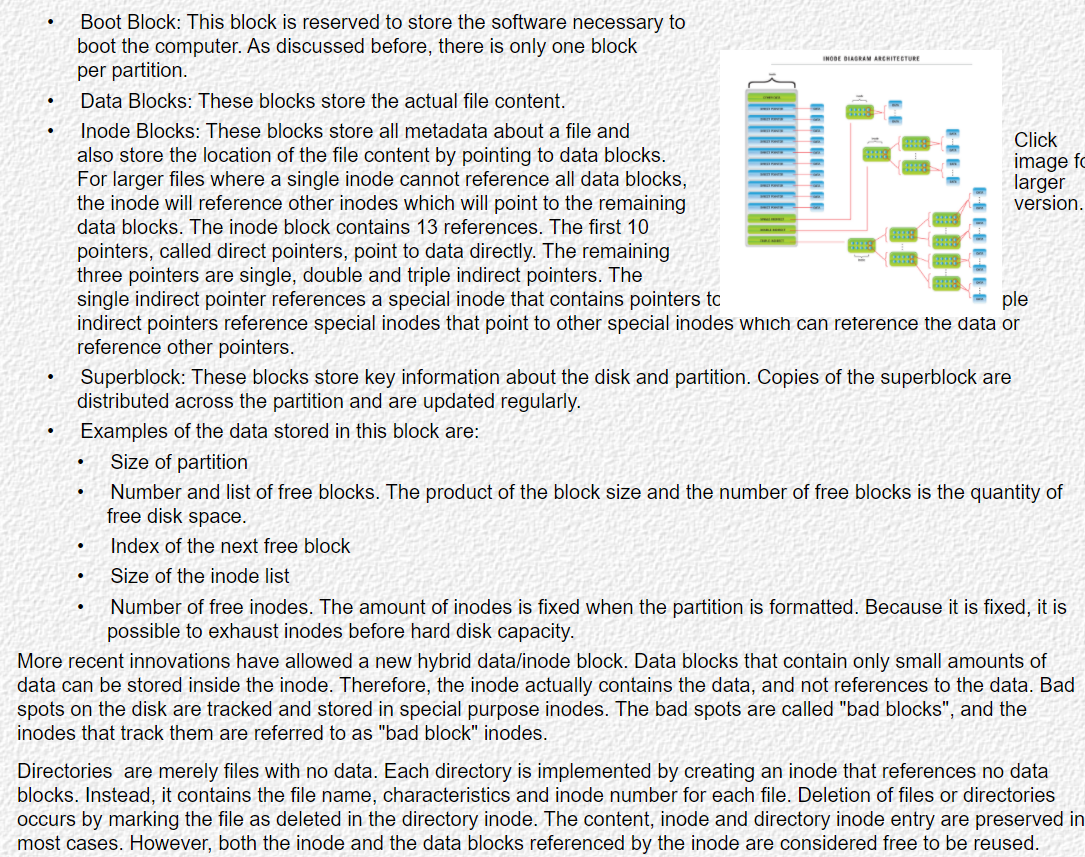 • Boot Block: This block is reserved to store the software necessary to
boot the computer. As discussed before, there is only one block
per partition.
• Data Blocks: These blocks store the actual file content.
• Inode Blocks: These blocks store all metadata about a file and
also store the location of the file content by pointing to data blocks.
For larger files where a single inode cannot reference all data blocks,
the inode will reference other inodes which will point to the remaining
data blocks. The inode block contains 13 references. The first 10
pointers, called direct pointers, point to data directly. The remaining
three pointers are single, double and triple indirect pointers. The
single indirect pointer references a special inode that contains pointers to
ple
indirect pointers reference special inodes that point to other special inodes which can reference the data or
reference other pointers.
INODE DIAGRAM ARCHITECTURE
Click
image fo
larger
version.
• Superblock: These blocks store key information about the disk and partition. Copies of the superblock are
distributed across the partition and are updated regularly.
• Examples of the data stored in this block are:
• Size of partition
• Number and list of free blocks. The product of the block size and the number of free blocks is the quantity of
free disk space.
• Index of the next free block
• Size of the inode list
• Number of free inodes. The amount of inodes is fixed when the partition is formatted. Because it is fixed, it is
possible to exhaust inodes before hard disk capacity.
More recent innovations have allowed a new hybrid data/inode block. Data blocks that contain only small amounts of
data can be stored inside the inode. Therefore, the inode actually contains the data, and not references to the data. Bad
spots on the disk are tracked and stored in special purpose inodes. The bad spots are called "bad blocks", and the
inodes that track them are referred to as "bad block" inodes.
Directories are merely files with no data. Each directory is implemented by creating an inode that references no data
blocks. Instead, it contains the file name, characteristics and inode number for each file. Deletion of files or directories
occurs by marking the file as deleted in the directory inode. The content, inode and directory inode entry are preserved in
most cases. However, both the inode and the data blocks referenced by the inode are considered free to be reused.